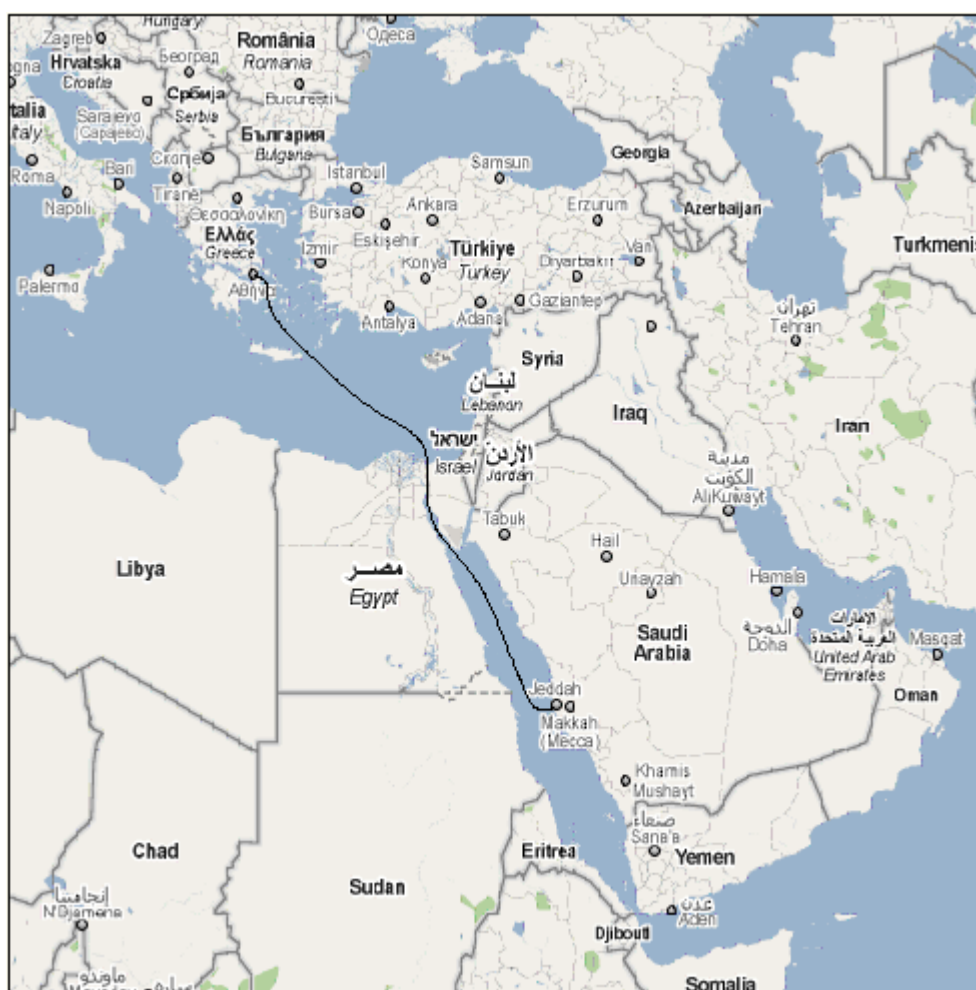 Hungary
Zagreb
Одеса
România
Romania
Hrvatska
Croatia
Београд
Србија
Serbia
București
Italy
Sarajevo
(Сарајево)
България
Bulgaria
Roma
Bari
Napoli
Tiranë
Θεσσαλονίκη
Ελλάς
Greece
Αθήνα
Palermo
Istanbul
Bursa
Samsun
Ankara
Eskişehir
Izmir
Erzurum
Türkiye
Turkey
Konya
Van
Diyarbakır
Gaziantep
Adana
Antalya
Georgia
Azerbaijan
Turkmenis
تهران
Tehran
Syria
لبنان
Lebanon
Iraq
Iran
ישראל
Israel
الأردن
Jordan
مدينة
الكويت
Al Kuwayt
Tabuk
Hail
Unayzah
Hamala
الدوحة
Doha
الإمارات
العربية المتحدة
United Arab
Emirates
Masqat
Oman
Saudi
Arabia
Libya
مصر
Egypt
Jeddah
Makkah
(Mecca)
Khamis
Mushayt
صنعاء
Sana'a
Yemen
Eritrea
Chad
Sudan
N'Djamena
عدن
Aden
Djibouti
ماوندو
Somalia